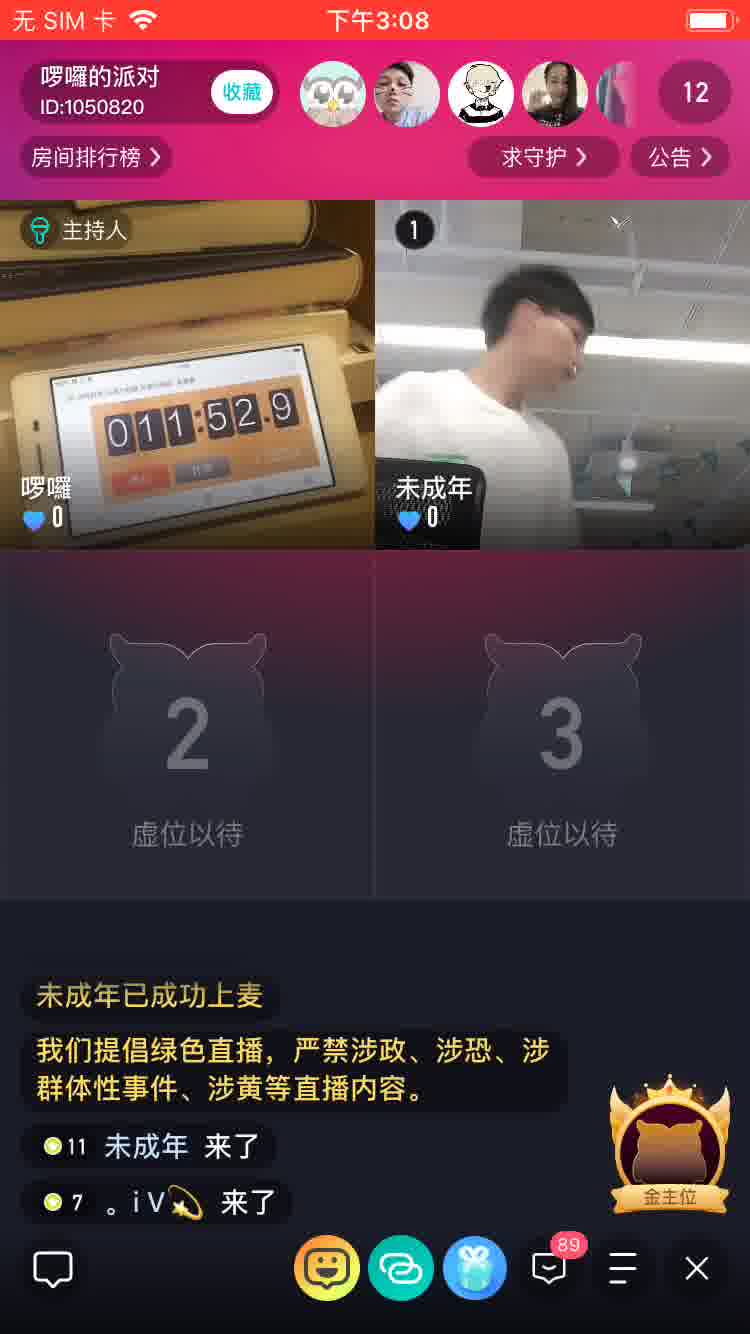 无 SIM 卡
下午3:08
啰囉的派对
ID:1050820
收藏
12
房间排行榜
求守护
公告
主持人
1
011:52.9
啰囉
0
未成年
0
2
虚位以待
3
虚位以待
未成年已成功上麦
我们提倡绿色直播，严禁涉政、涉恐、涉
群体性事件、涉黄等直播内容。
11 未成年 来了
7 。iV💫 来了
金主位
89